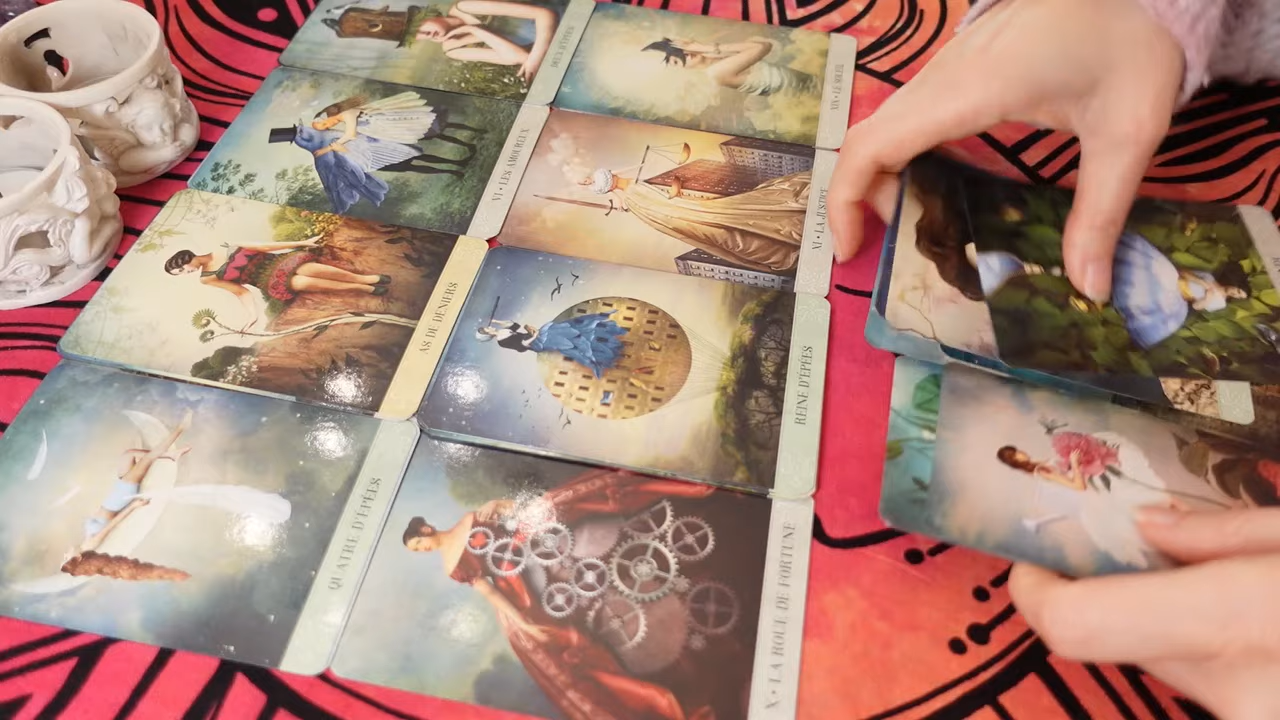 DEUX D'ÉPÉES
XIX • LE SOLEIL
VI • LES AMOUREUX
XI • LA JUSTICE
AS DE DENIERS
REINE D'ÉPÉES
QUATRE D'ÉPÉES
X • LA ROUE DE FORTUNE